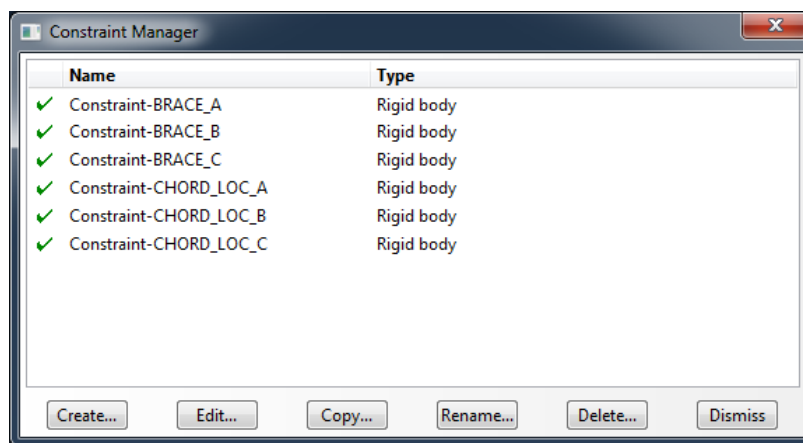 Constraint Manager
Name Type
Constraint-BRACE_A Rigid body
Constraint-BRACE_B Rigid body
Constraint-BRACE_C Rigid body
Constraint-CHORD_LOC_A Rigid body
Constraint-CHORD_LOC_B Rigid body
Constraint-CHORD_LOC_C Rigid body
Create... Edit... Copy... Rename... Delete... Dismiss